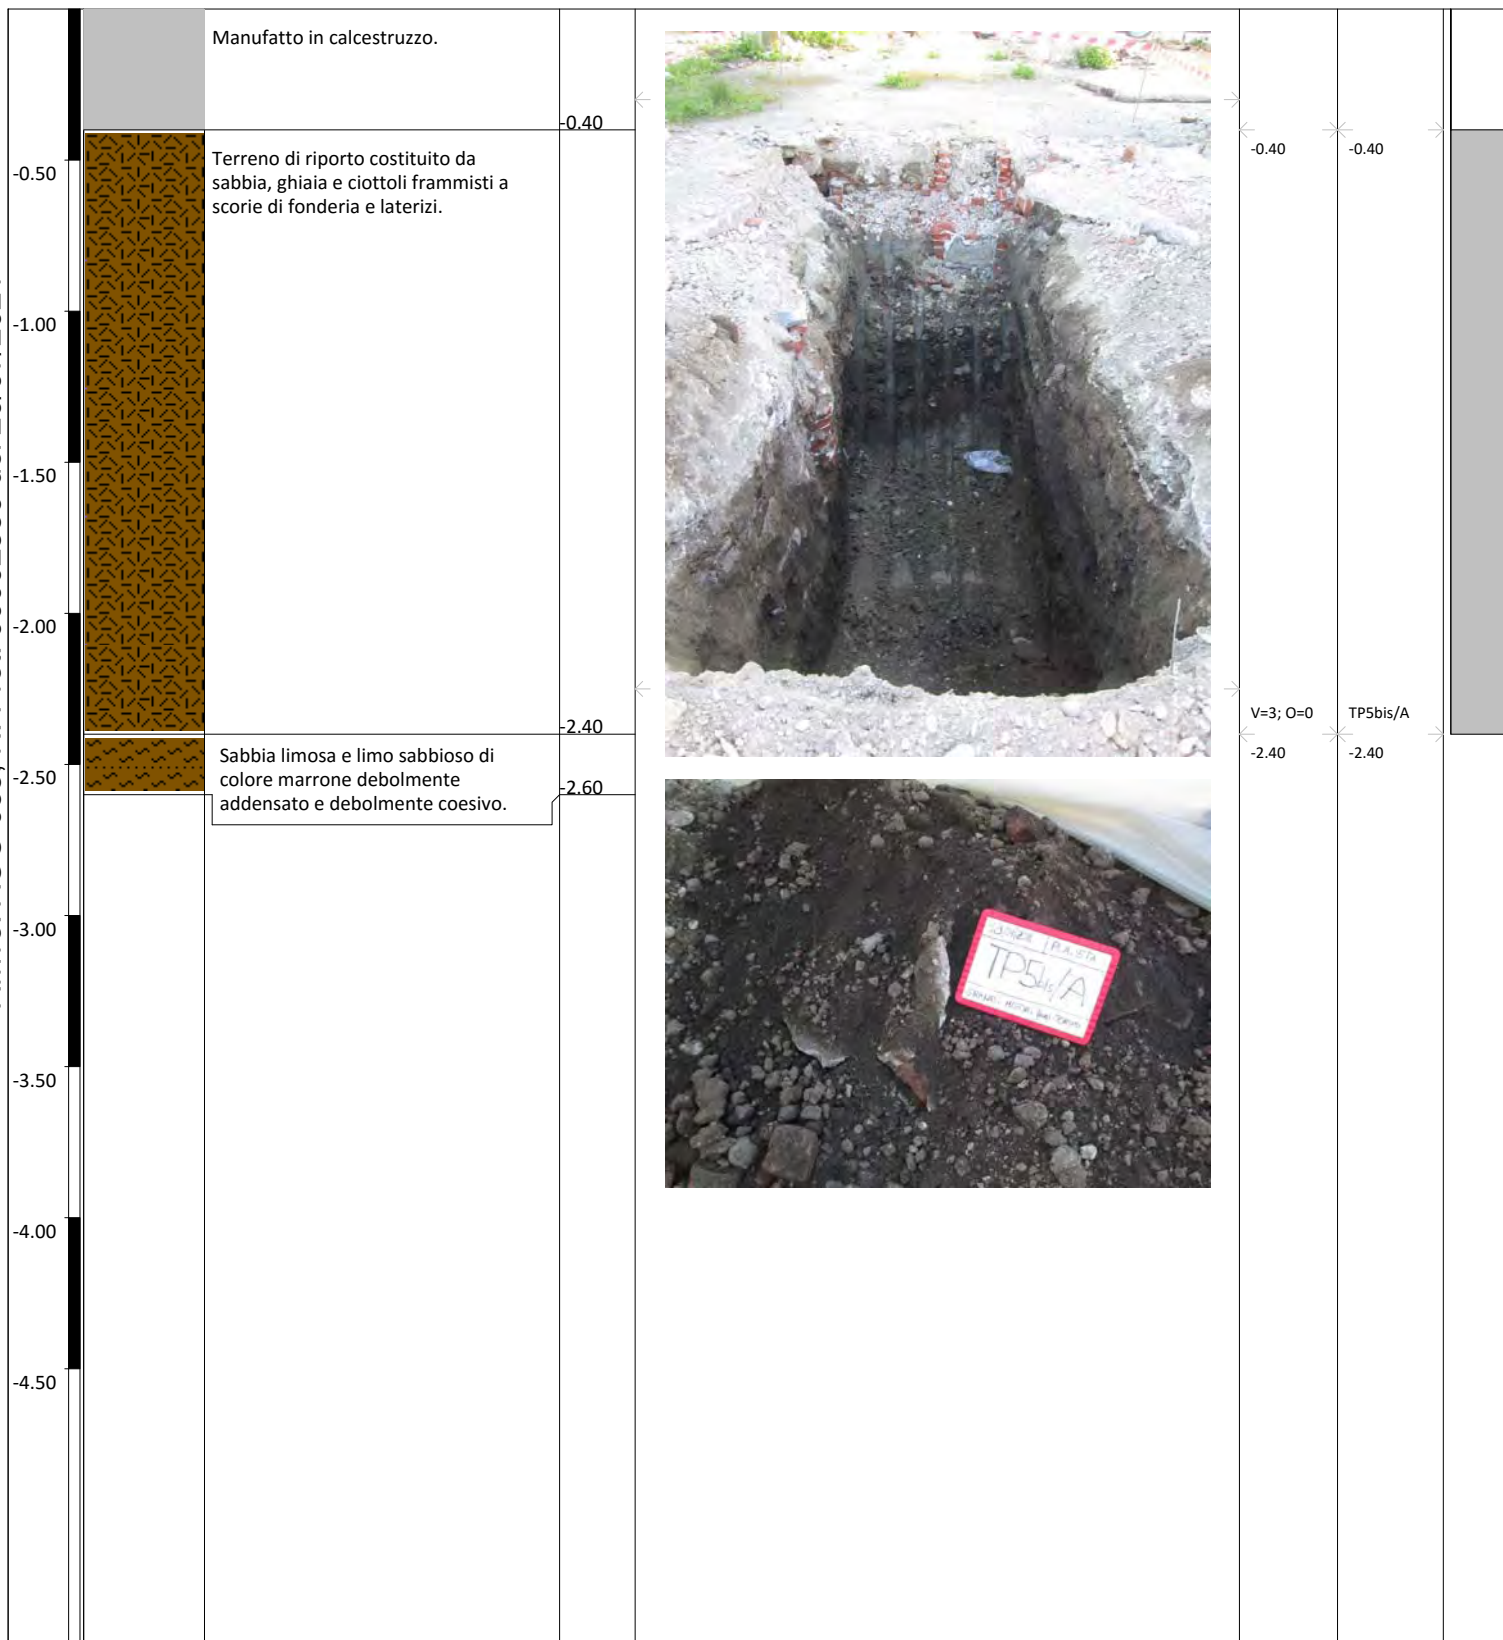 Manufatto in calcestruzzo.
-0.40
-0.50
Terreno di riporto costituito da
sabbia, ghiaia e ciottoli frammisti a
scorie di fonderia e laterizi.
-0.40
-0.40
-1.00
-1.50
-2.00
-2.40
V=3; O=0
TP5bis/A
-2.40
-2.40
-2.50
Sabbia limosa e limo sabbioso di
colore marrone debolmente
addensato e debolmente coesivo.
-2.60
TP5bis/A
-3.00
-3.50
-4.00
-4.50